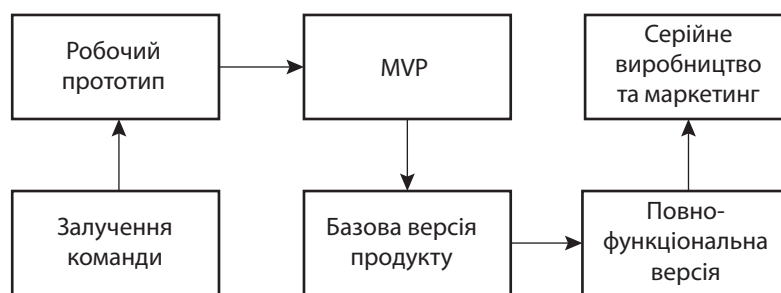 Робочий
прототип
MVP
Серійне
виробництво
та маркетинг
Залучення
команди
Базова версія
продукту
Повно-
функціональна
версія